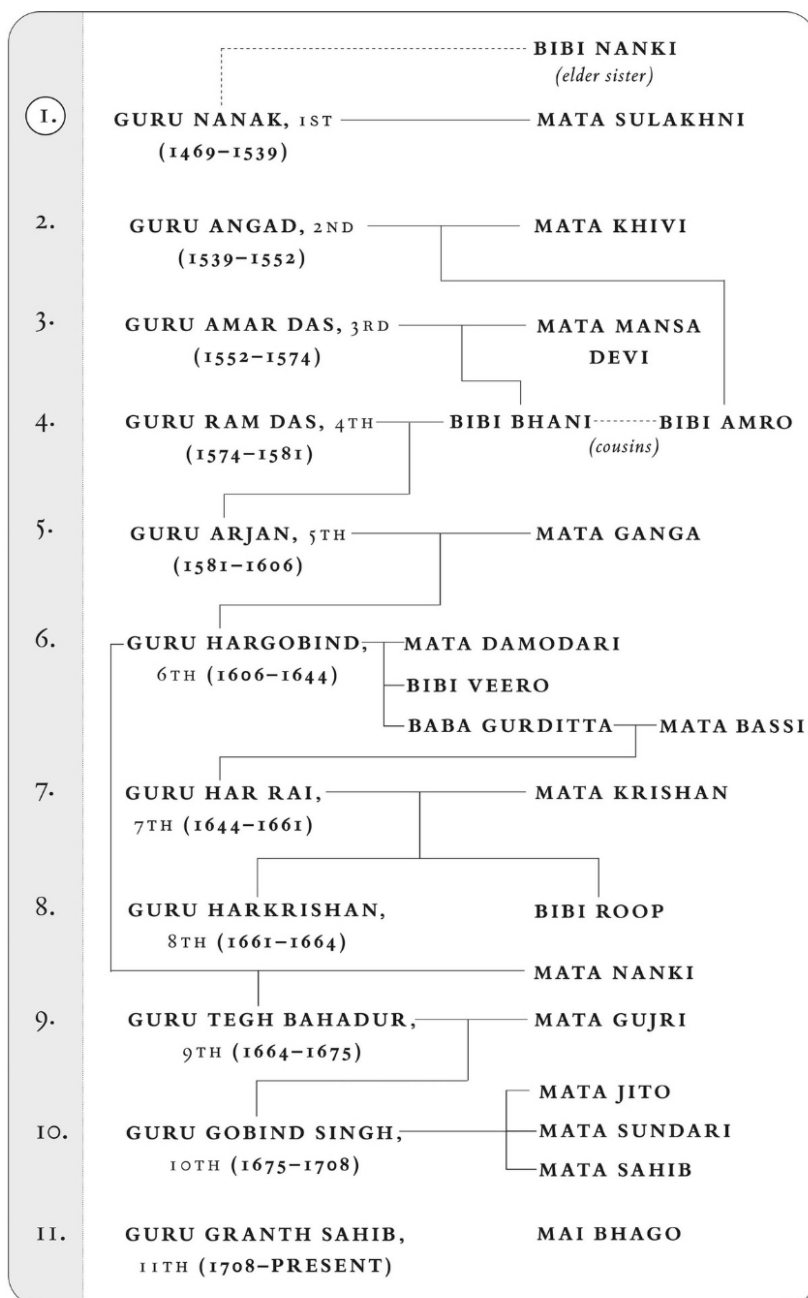 BIBI NANKI
(elder sister)
1. GURU NANAK, 1ST MATA SULAKHNI
(1469–1539)
2. GURU ANGAD, 2ND MATA KHIVI
(1539–1552)
3. GURU AMAR DAS, 3RD MATA MANSA
(1552–1574) DEVI
4. GURU RAM DAS, 4TH BIBI BHANI BIBI AMRO
(1574–1581) (cousins)
5. GURU ARJAN, 5TH MATA GANGA
(1581–1606)
6. GURU HARGOBIND, MATA DAMODARI
6TH (1606–1644) BIBI VEERO
BABA GURDITTA MATA BASSI
7. GURU HAR RAI, MATA KRISHAN
7TH (1644–1661)
8. GURU HARKRISHAN, BIBI ROOP
8TH (1661–1664)
MATA NANKI
9. GURU TEGH BAHADUR, MATA GUJRI
9TH (1664–1675)
MATA JITO
10. GURU GOBIND SINGH, MATA SUNDARI
10TH (1675–1708) MATA SAHIB
11. GURU GRANTH SAHIB, MAI BHAGO
11TH (1708–PRESENT)